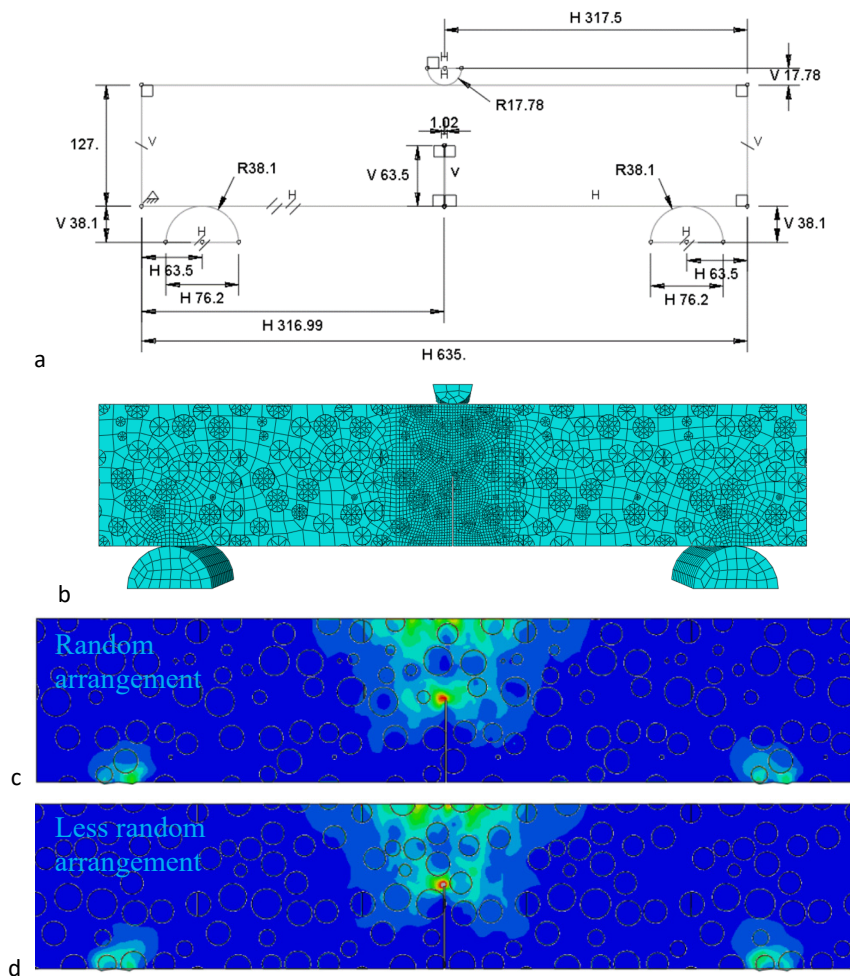 H 317.5
H
H
V 17.78
R17.78
1.02
H
127.
V
V 63.5
V
V
R38.1
H
H
R38.1
V 38.1
V 38.1
H
H
H 63.5
H 63.5
H 76.2
H 76.2
H 316.99
H 635.
a
b
Random
arrangement
c
Less random
arrangement
d